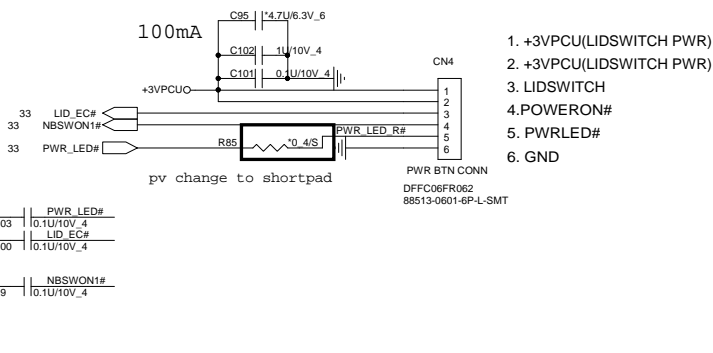 C95 *4.7U/6.3V_6
100mA
C102 1U/10V_4
C101 0.1U/10V_4
+3VPCU
CN4
1
2
3
4
5
6
33 LID_EC#
33 NBSWON1#
33 PWR_LED#
R85 *0_4/S
PWR_LED_R#
pv change to shortpad
PWR BTN CONN
DFFC06FR062
88513-0601-6P-L-SMT
1. +3VPCU(LIDSWITCH PWR)
2. +3VPCU(LIDSWITCH PWR)
3. LIDSWITCH
4.POWERON#
5. PWRLED#
6. GND
03 PWR_LED#
0.1U/10V_4
00 LID_EC#
0.1U/10V_4
9 NBSWON1#
0.1U/10V_4